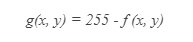 g(x, y) = 255 - f (x, y)